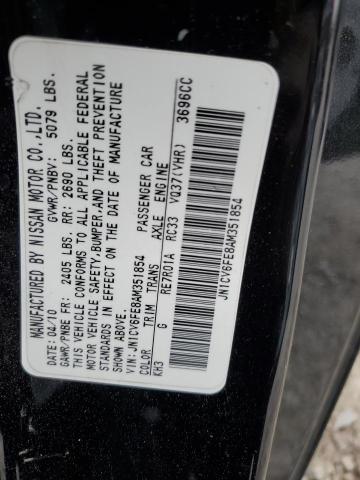 MANUFACTURED BY NISSAN MOTOR CO.,LTD.
DATE: 04/10 GVWR/PNBV: 5079 LBS.
GAWR/PNBE FR: 2405 LBS. RR: 2690 LBS.
THIS VEHICLE CONFORMS TO ALL APPLICABLE FEDERAL
MOTOR VEHICLE SAFETY,BUMPER,AND THEFT PREVENTION
STANDARDS IN EFFECT ON THE DATE OF MANUFACTURE
SHOWN ABOVE.
VIN: JN1CV6FE8AM351854 PASSENGER CAR
COLOR TRIM TRANS AXLE ENGINE
KH3 G RE7R01A RC33 VQ37(VHR) 3696CC
JN1CV6FE8AM351854